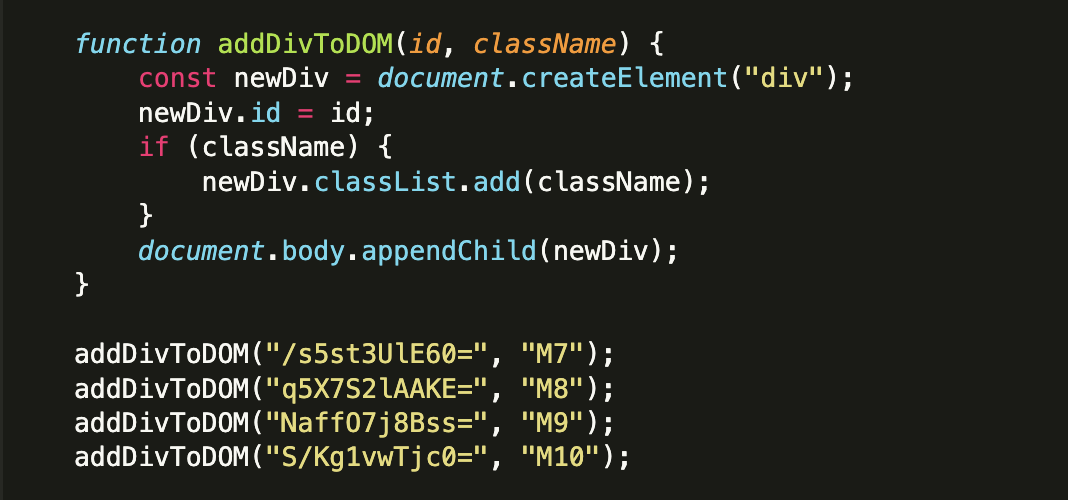 function addDivToDOM(id, className) {
    const newDiv = document.createElement("div");
    newDiv.id = id;
    if (className) {
        newDiv.classList.add(className);
    }
    document.body.appendChild(newDiv);
}

addDivToDOM("/s5st3UlE60=", "M7");
addDivToDOM("q5X7S2lAAKE=", "M8");
addDivToDOM("NaffO7j8Bss=", "M9");
addDivToDOM("S/Kg1vwTjc0=", "M10");